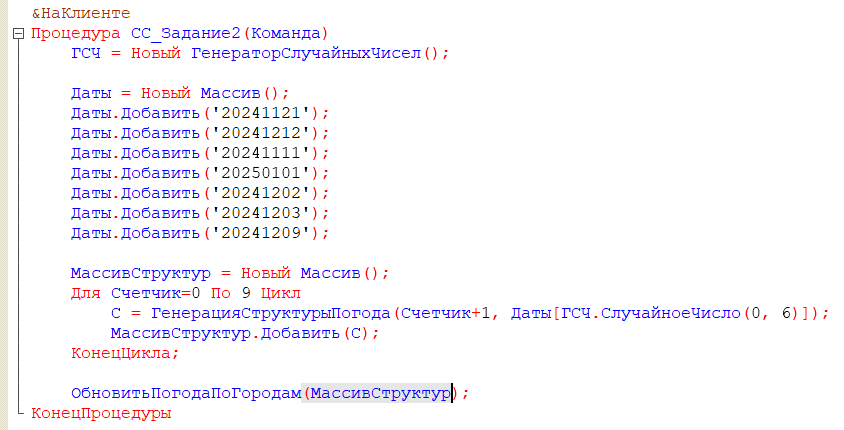 &НаКлиенте
Процедура СС_Задание2(Команда)
ГСЧ = Новый ГенераторСлучайныхЧисел();
Даты = Новый Массив();
Даты.Добавить('20241121');
Даты.Добавить('20241212');
Даты.Добавить('20241111');
Даты.Добавить('20250101');
Даты.Добавить('20241202');
Даты.Добавить('20241203');
Даты.Добавить('20241209');
МассивСтруктур = Новый Массив();
Для Счетчик=0 По 9 Цикл
С = ГенерацияСтруктурыПогода(Счетчик+1, Даты[ГСЧ.СлучайноеЧисло(0, 6)]);
МассивСтруктур.Добавить(С);
КонецЦикла;
ОбновитьПогодаПоГородам(МассивСтруктур);
КонецПроцедуры